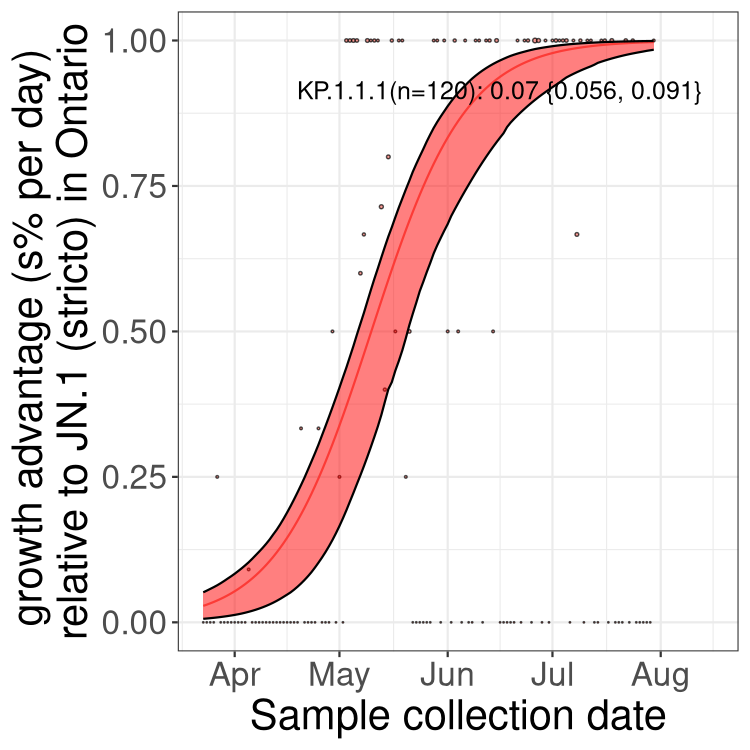 growth advantage (s% per day)
relative to JN.1 (stricto) in Ontario
1.00
0.75
0.50
0.25
0.00
KP.1.1.1(n=120): 0.07 {0.056, 0.091}
Apr May Jun Jul Aug
Sample collection date